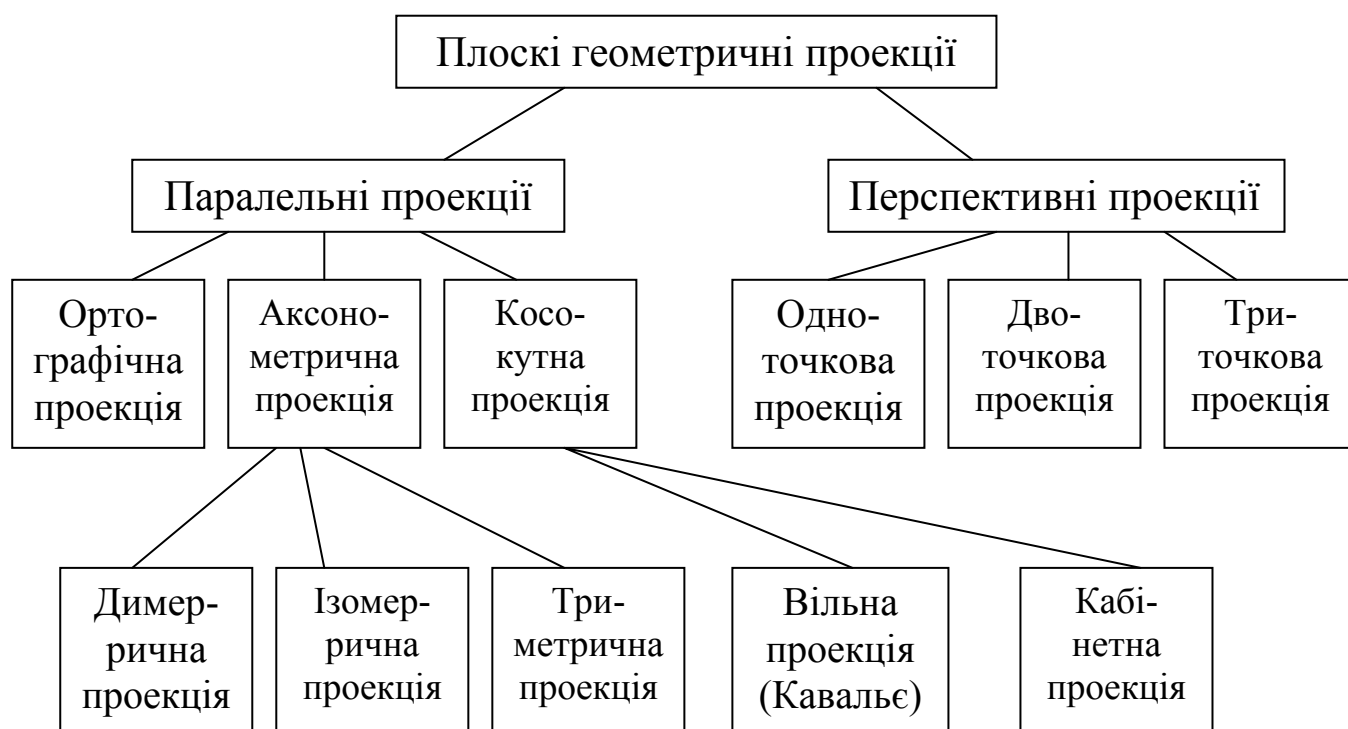 Плоскі геометричні проекції
Паралельні проекції
Перспективні проекції
Орто-
графічна
проекція
Аксоно-
метрична
проекція
Косо-
кутна
проекція
Одно-
точкова
проекція
Дво-
точкова
проекція
Три-
точкова
проекція
Димер-
рична
проекція
Ізомер-
рична
проекція
Три-
метрична
проекція
Вільна
проекція
(Кавальє)
Кабі-
нетна
проекція